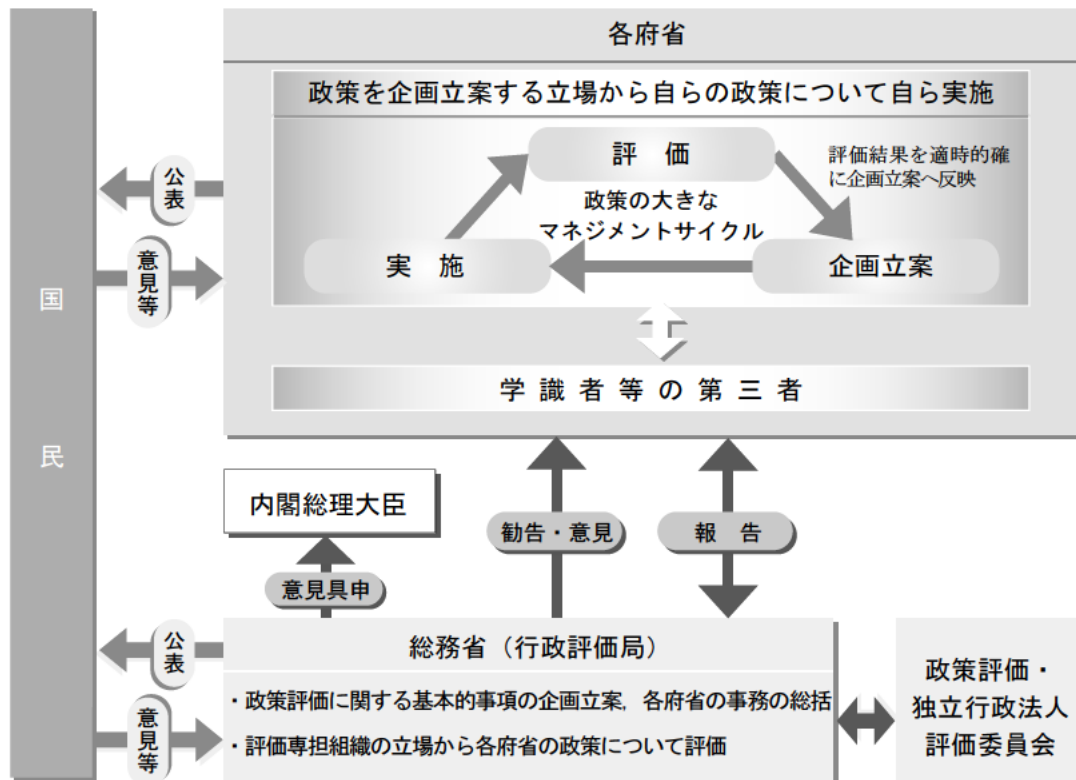 各府省
政策を企画立案する立場から自らの政策について自ら実施
評　価
評価結果を適時的確
に企画立案へ反映
政策の大きな
マネジメントサイクル
実　施
企画立案
学 識 者 等 の 第 三 者
公表
意見等
国民
内閣総理大臣
勧告・意見
報　告
意見具申
公表
意見等
総務省（行政評価局）
・政策評価に関する基本的事項の企画立案，各府省の事務の総括
・評価専担組織の立場から各府省の政策について評価
政策評価・
独立行政法人
評価委員会